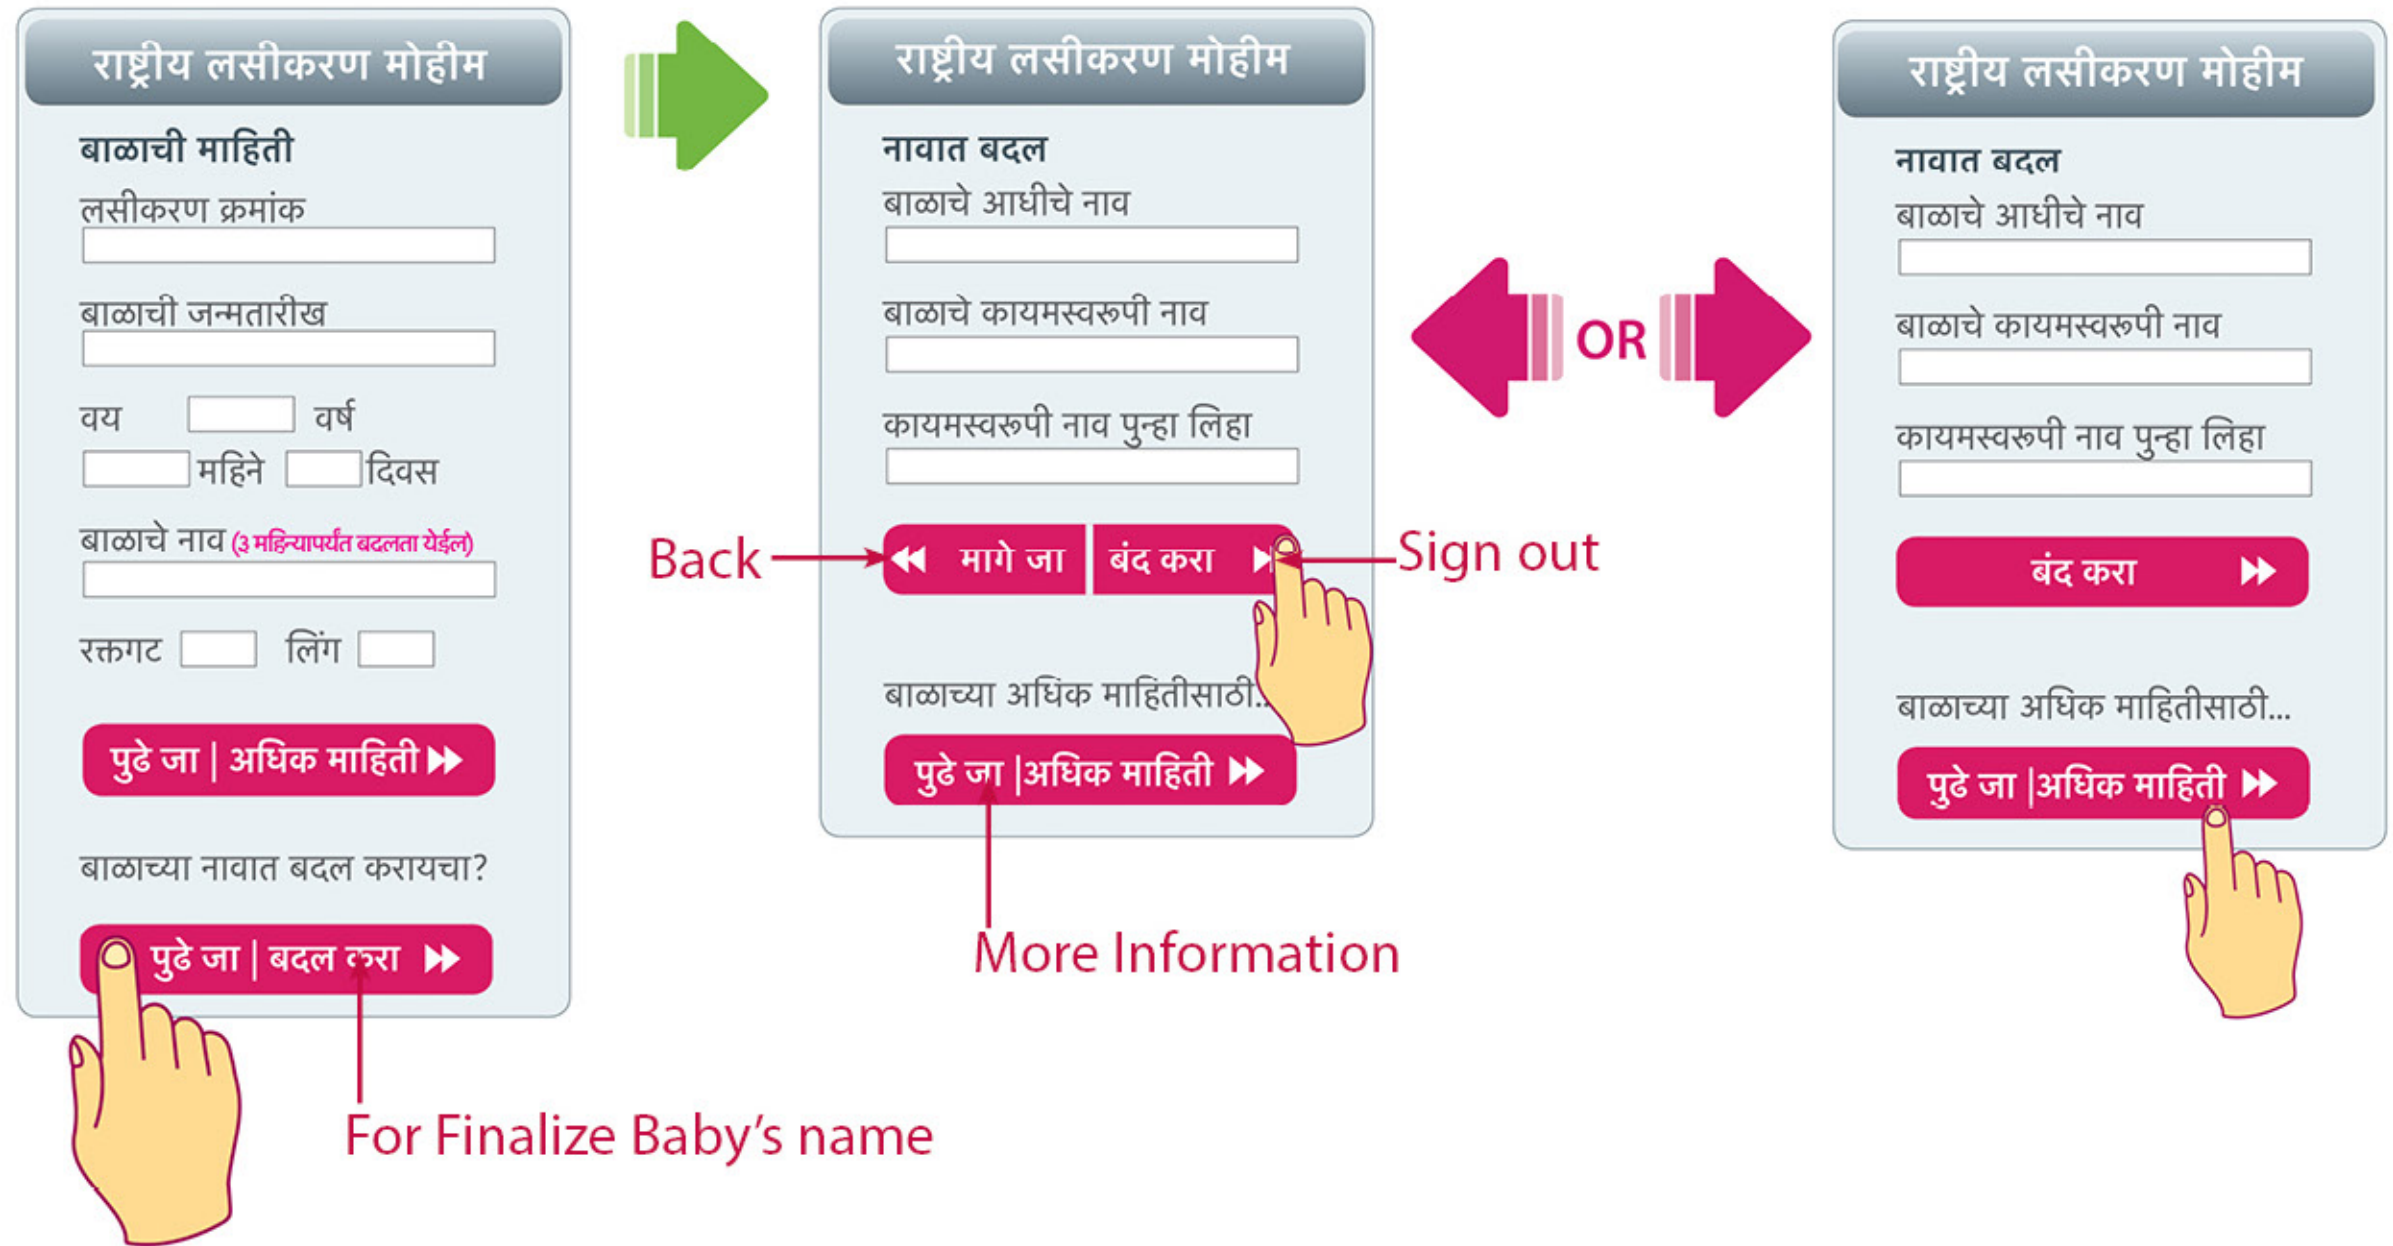 राष्ट्रीय लसीकरण मोहीम
बाळाची माहिती
लसीकरण क्रमांक
बाळाची जन्मतारीख
वय वर्ष
महिने दिवस
बाळाचे नाव (३ महिन्यापर्यंत बदलता येईल)
रक्तगट लिंग
पुढे जा | अधिक माहिती
बाळाच्या नावात बदल करायचा?
पुढे जा | बदल करा
For Finalize Baby's name
राष्ट्रीय लसीकरण मोहीम
नावात बदल
बाळाचे आधीचे नाव
बाळाचे कायमस्वरूपी नाव
कायमस्वरूपी नाव पुन्हा लिहा
Back
मागे जा बंद करा
Sign out
बाळाच्या अधिक माहितीसाठी..
पुढे जा |अधिक माहिती
More Information
OR
राष्ट्रीय लसीकरण मोहीम
नावात बदल
बाळाचे आधीचे नाव
बाळाचे कायमस्वरूपी नाव
कायमस्वरूपी नाव पुन्हा लिहा
बंद करा
बाळाच्या अधिक माहितीसाठी...
पुढे जा |अधिक माहिती